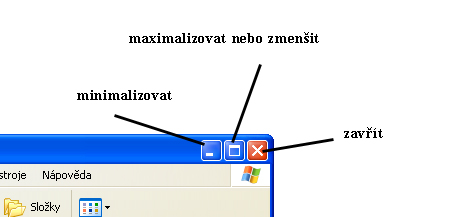 maximalizovat nebo zmenšit
minimalizovat
zavřít
Nápověda
Složky